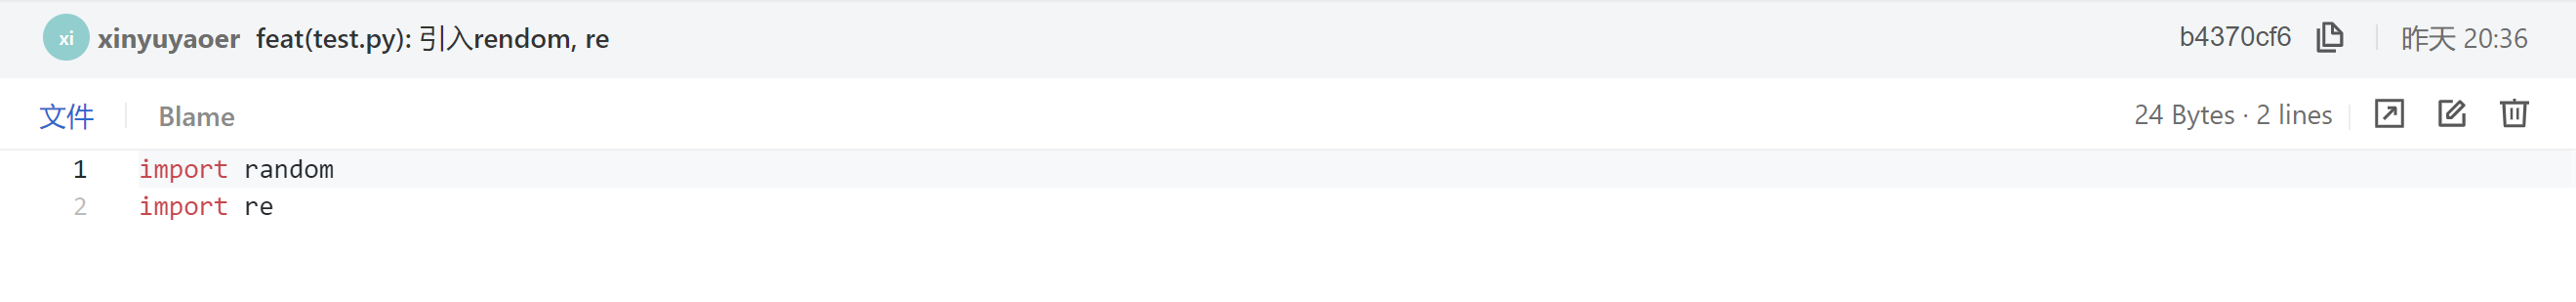 xi xinyuyaoer feat(test.py): 引入rendom, re b4370cf6 昨天 20:36
文件 Blame 24 Bytes · 2 lines
1 import random
2 import re